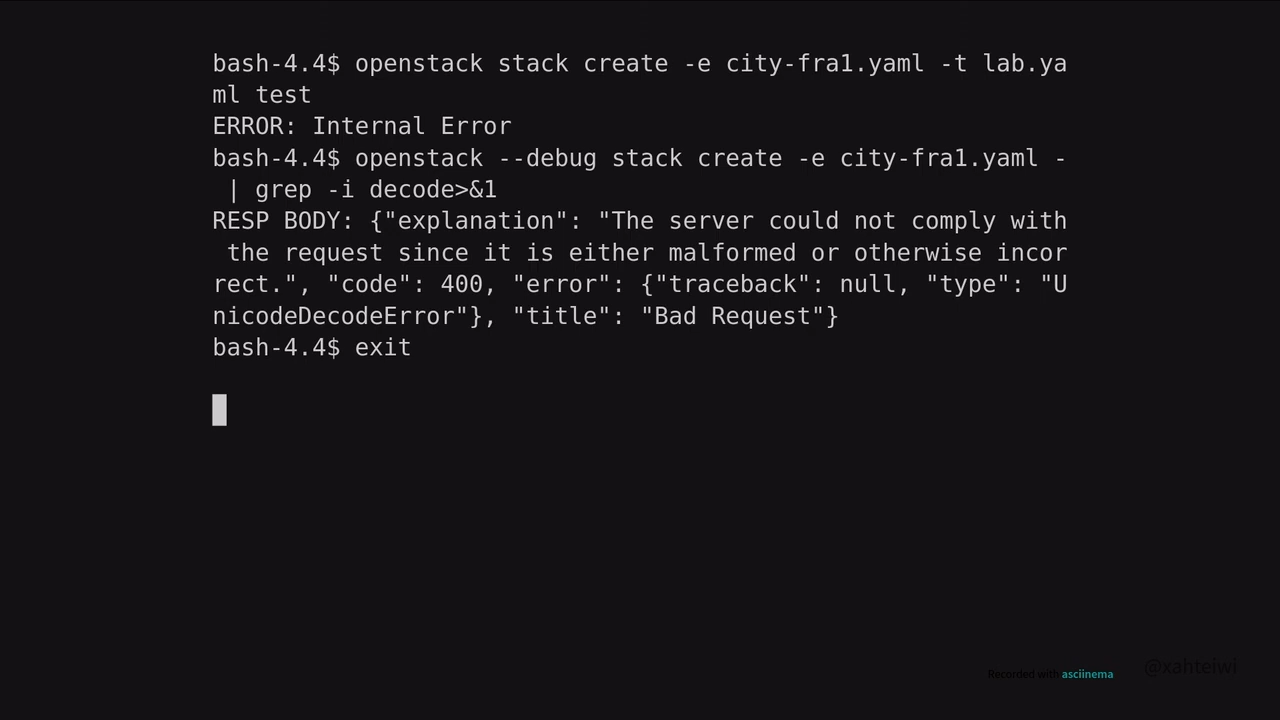 bash-4.4$ openstack stack create -e city-fra1.yaml -t lab.ya
ml test
ERROR: Internal Error
bash-4.4$ openstack --debug stack create -e city-fra1.yaml -
 | grep -i decode>&1
RESP BODY: {"explanation": "The server could not comply with
 the request since it is either malformed or otherwise incor
rect.", "code": 400, "error": {"traceback": null, "type": "U
nicodeDecodeError"}, "title": "Bad Request"}
bash-4.4$ exit
Recorded with asciinema
@xahteiwi